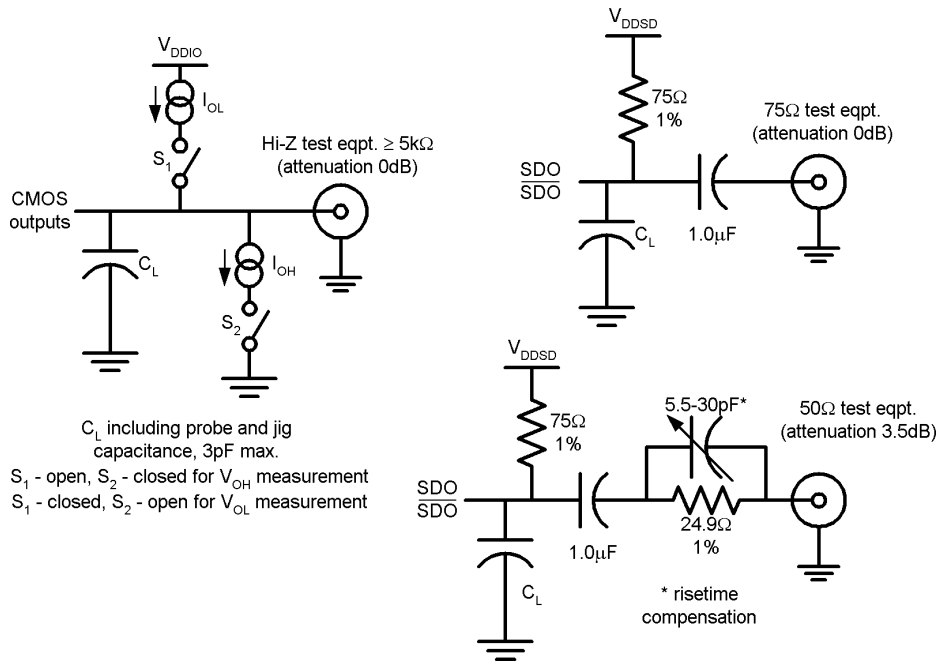 V_DDIO
I_OL
S_1
Hi-Z test eqpt. ≥ 5kΩ
(attenuation 0dB)
CMOS
outputs
C_L
I_OH
S_2
C_L including probe and jig
capacitance, 3pF max.
S_1 - open, S_2 - closed for V_OH measurement
S_1 - closed, S_2 - open for V_OL measurement
V_DDSD
75Ω
1%
75Ω test eqpt.
(attenuation 0dB)
SDO
SDO
C_L
1.0μF
V_DDSD
75Ω
1%
5.5-30pF*
50Ω test eqpt.
(attenuation 3.5dB)
SDO
SDO
1.0μF
24.9Ω
1%
C_L
* risetime
compensation